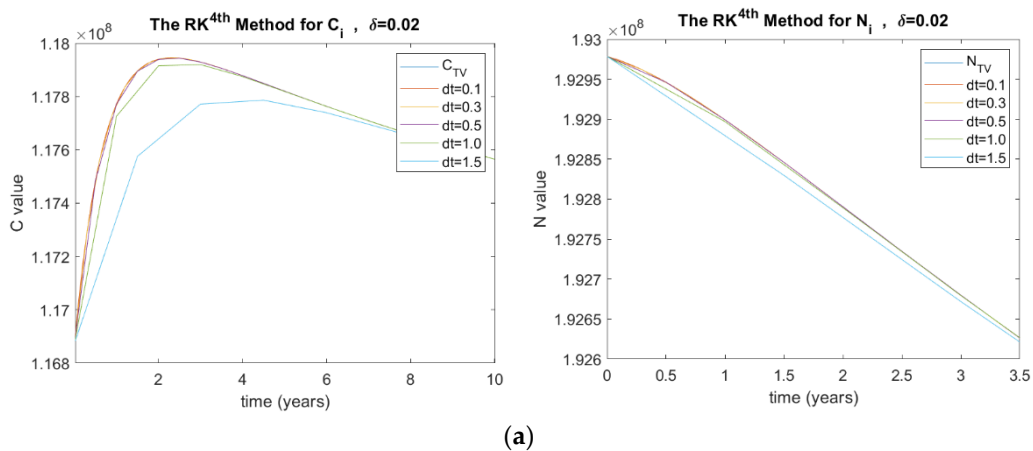 The RK4th Method for Ci , δ=0.02
×10^8
1.18
1.178
1.176
1.174
1.172
1.17
1.168
C value
2
4
6
8
10
time (years)
CTV
dt=0.1
dt=0.3
dt=0.5
dt=1.0
dt=1.5
The RK4th Method for Ni , δ=0.02
×10^8
1.93
1.9295
1.929
1.9285
1.928
1.9275
1.927
1.9265
1.926
N value
0
0.5
1
1.5
2
2.5
3
3.5
time (years)
NTV
dt=0.1
dt=0.3
dt=0.5
dt=1.0
dt=1.5
(a)